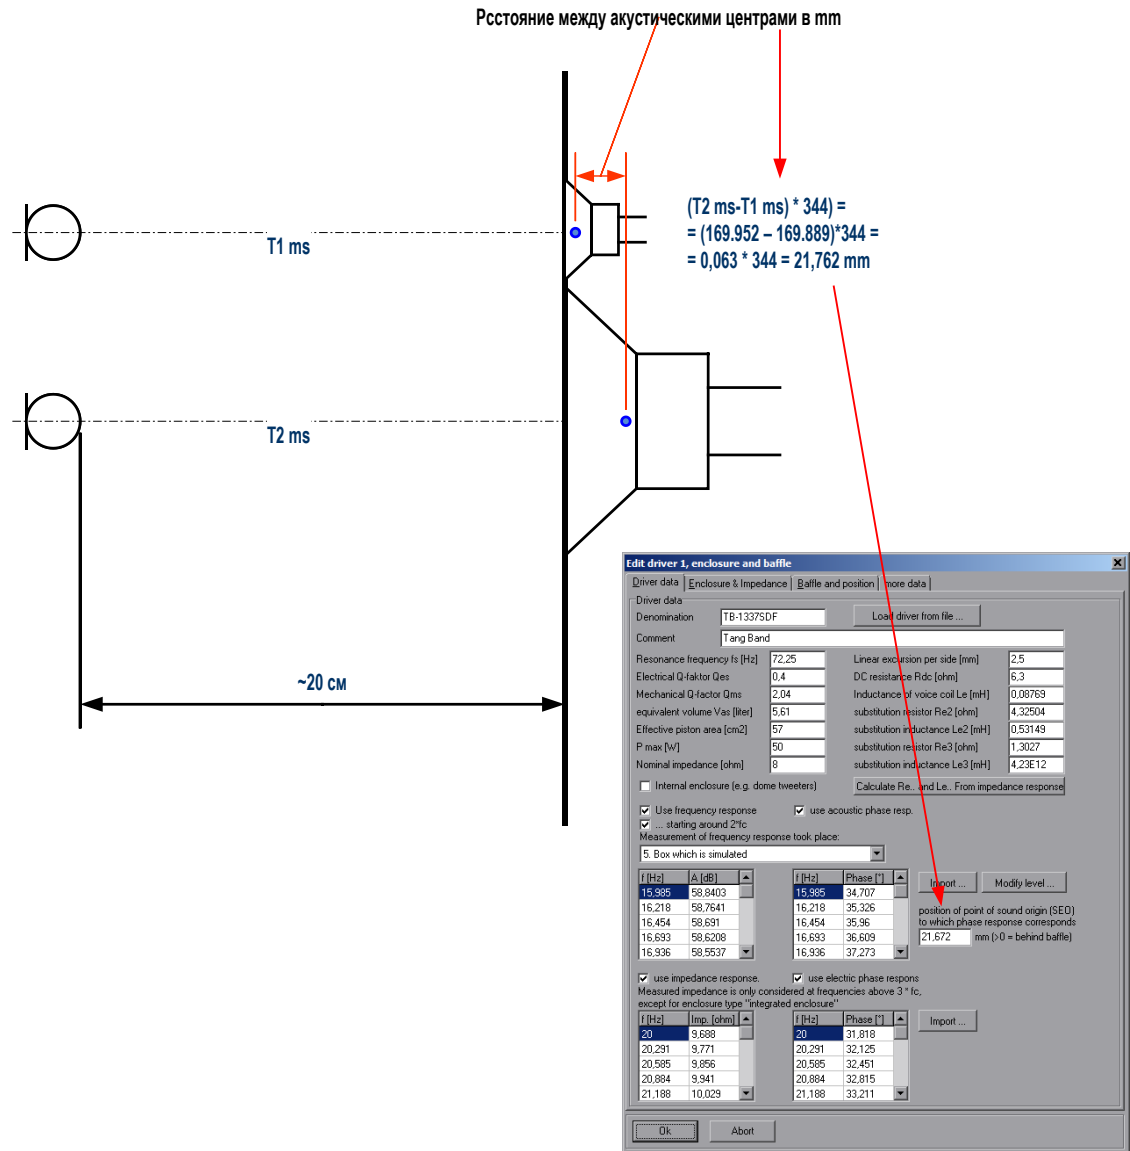 Рсстояние между акустическими центрами в mm
(T2 ms-T1 ms) * 344) =
= (169.952 – 169.889)*344 =
= 0,063 * 344 = 21,762 mm
T1 ms
T2 ms
~20 см
Edit driver 1, enclosure and baffle
Driver data Enclosure & Impedance Baffle and position more data
Driver data
Denomination TB-1337SDF Load driver from file ...
Comment Tang Band
Resonance frequency fs [Hz] 72,25 Linear excursion per side [mm] 2,5
Electrical Q-faktor Qes 0,4 DC resistance Rdc [ohm] 6,3
Mechanical Q-factor Qms 2,04 Inductance of voice coil Le [mH] 0,08769
equivalent volume Vas [liter] 5,61 substitution resistor Re2 [ohm] 4,32504
Effective piston area [cm2] 57 substitution inductance Le2 [mH] 0,53149
P max [W] 50 substitution resistor Re3 [ohm] 1,3027
Nominal impedance [ohm] 8 substitution inductance Le3 [mH] 4,23E12
Internal enclosure (e.g. dome tweeters) Calculate Re.. and Le.. From impedance response
Use frequency response use acoustic phase resp.
... starting around 2*fc
Measurement of frequency response took place:
5. Box which is simulated
f [Hz] A [dB] f [Hz] Phase [°] Import ... Modify level ...
15,985 58,8403 15,985 34,707
16,218 58,7641 16,218 35,326
16,454 58,691 16,454 35,96
16,693 58,6208 16,693 36,609
16,936 58,5537 16,936 37,273
position of point of sound origin (SEO)
to which phase response corresponds
21,672 mm (>0 = behind baffle)
use impedance response. use electric phase respons
Measured impedance is only considered at frequencies above 3 * fc,
except for enclosure type "integrated enclosure"
f [Hz] Imp. [ohm] f [Hz] Phase [°] Import ...
20 9,688 20 31,818
20,291 9,771 20,291 32,125
20,585 9,856 20,585 32,451
20,884 9,941 20,884 32,815
21,188 10,029 21,188 33,211
Ok Abort